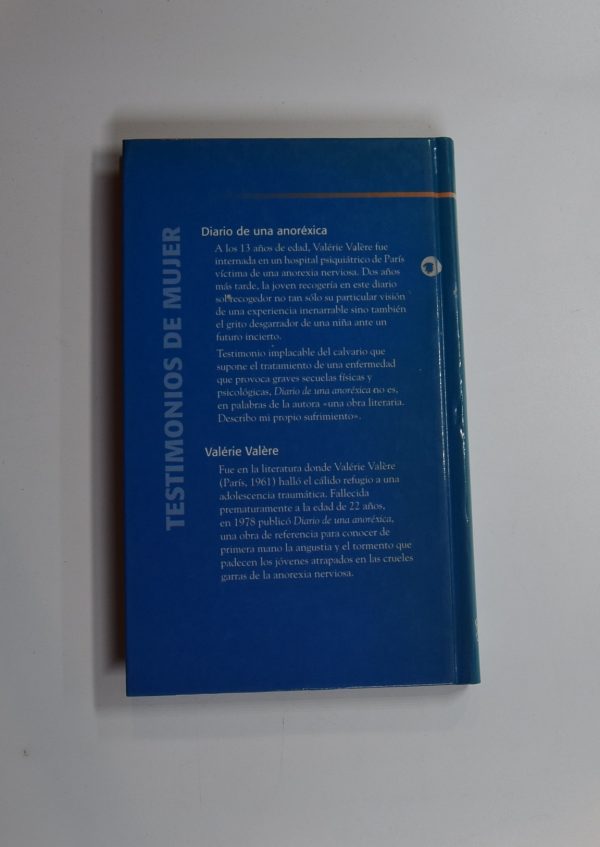 TESTIMONIOS DE MUJER
Diario de una anoréxica
A los 13 años de edad, Valérie Valère fue
internada en un hospital psiquiátrico de París
víctima de una anorexia nerviosa. Dos años
más tarde, la joven recogería en este diario
sobrecogedor no tan sólo su particular visión
de una experiencia inenarrable sino también
el grito desgarrador de una niña ante un
futuro incierto.
Testimonio implacable del calvario que
supone el tratamiento de una enfermedad
que provoca graves secuelas físicas y
psicológicas, Diario de una anoréxica no es,
en palabras de la autora «una obra literaria.
Describo mi propio sufrimiento».
Valérie Valère
Fue en la literatura donde Valérie Valère
(París, 1961) halló el cálido refugio a una
adolescencia traumática. Fallecida
prematuramente a la edad de 22 años,
en 1978 publicó Diario de una anoréxica,
una obra de referencia para conocer de
primera mano la angustia y el tormento que
padecen los jóvenes atrapados en las crueles
garras de la anorexia nerviosa.